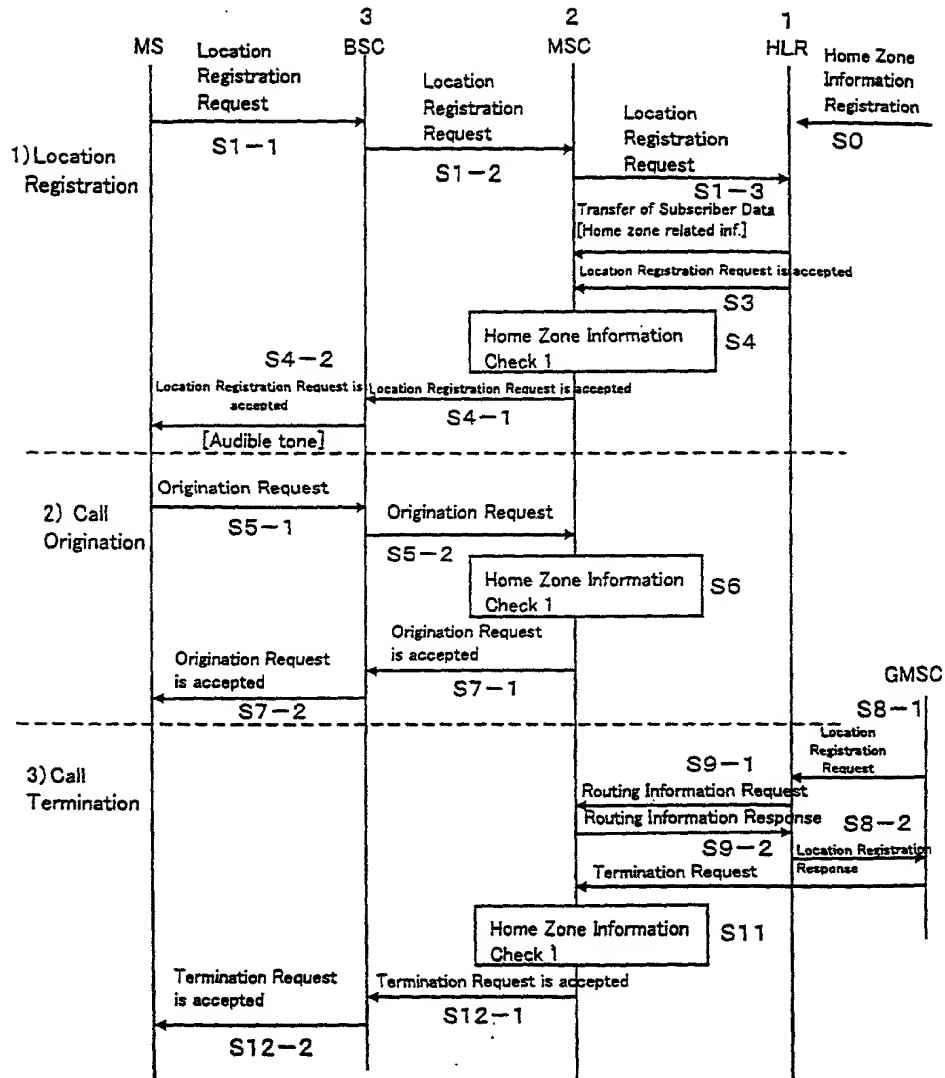 3
2
1
MS
BSC
MSC
HLR
Location
Registration
Request
S1-1
Location
Registration
Request
S1-2
Location
Registration
Request
S1-3
Home Zone
Information
Registration
S0
1)Location
Registration
Transfer of Subscriber Data
[Home zone related inf.]
Location Registration Request is accepted
S3
Home Zone Information
Check 1
S4
S4-2
Location Registration Request is
accepted
Location Registration Request is accepted
S4-1
[Audible tone]
2) Call
Origination
Origination Request
S5-1
Origination Request
S5-2
Home Zone Information
Check 1
S6
Origination Request
is accepted
S7-1
Origination Request
is accepted
S7-2
GMSC
S8-1
Location
Registration
Request
3)Call
Termination
S9-1
Routing Information Request
Routing Information Response
S8-2
S9-2
Location Registration
Response
Termination Request
Home Zone Information
Check 1
S11
Termination Request
is accepted
Termination Request is accepted
S12-1
S12-2